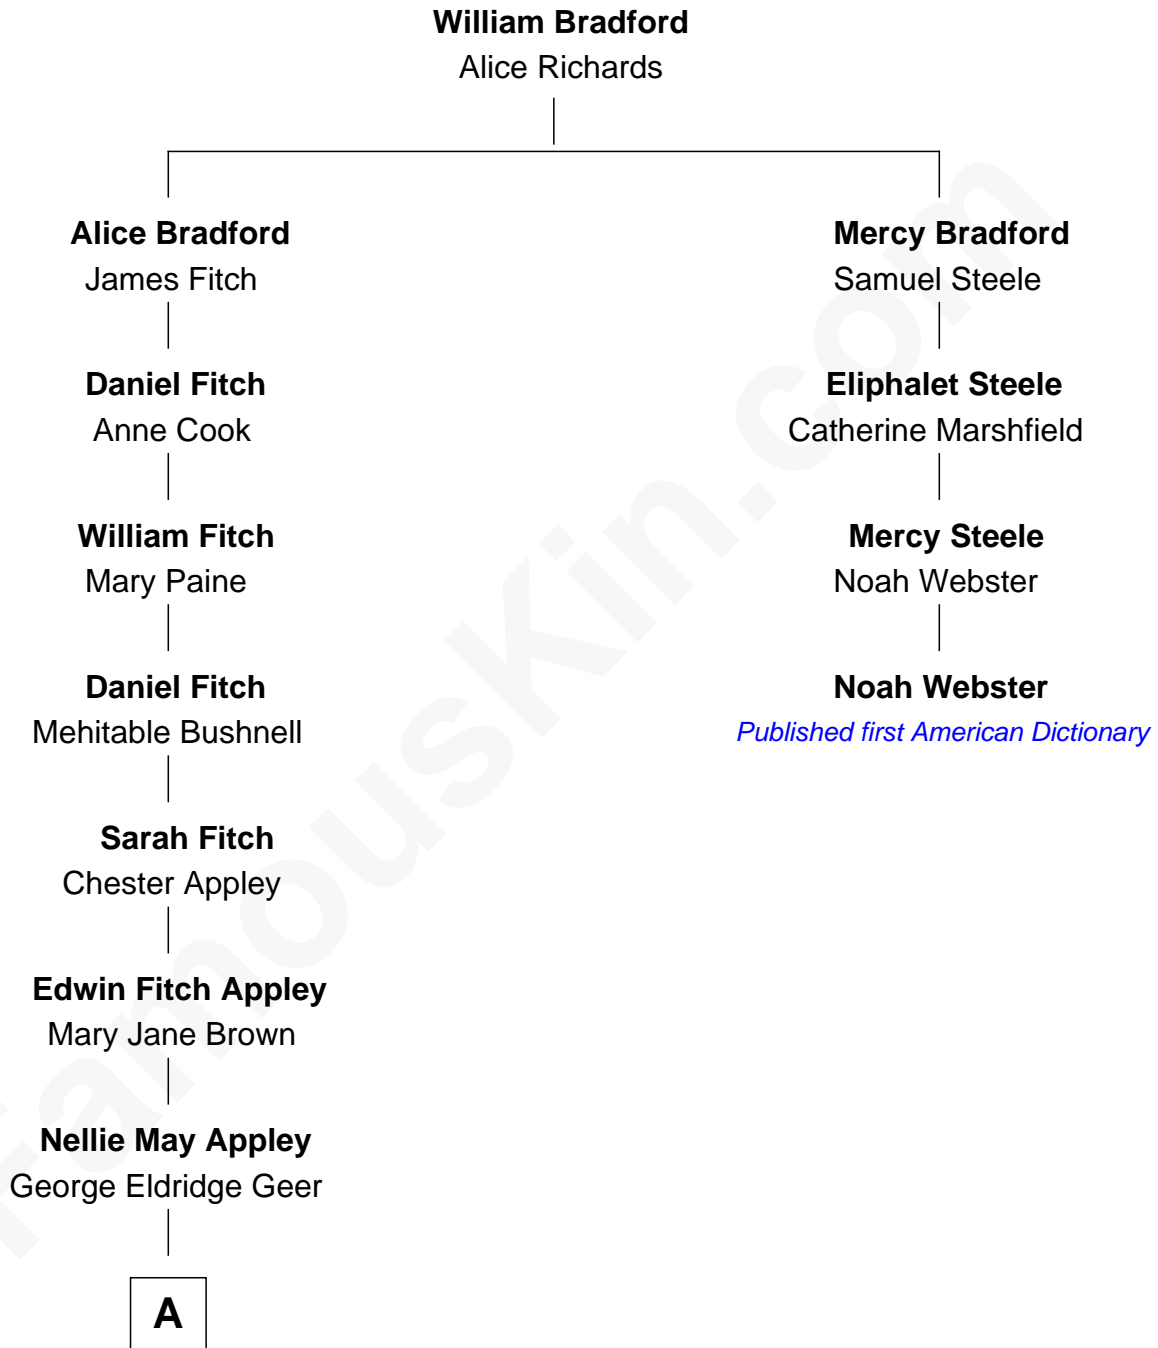 William Bradford
Alice Richards
Alice Bradford
James Fitch
Mercy Bradford
Samuel Steele
Daniel Fitch
Anne Cook
Eliphalet Steele
Catherine Marshfield
William Fitch
Mary Paine
Mercy Steele
Noah Webster
Daniel Fitch
Mehitable Bushnell
Noah Webster
Published first American Dictionary
Sarah Fitch
Chester Appley
Edwin Fitch Appley
Mary Jane Brown
Nellie May Appley
George Eldridge Geer
A
FamousKin.com